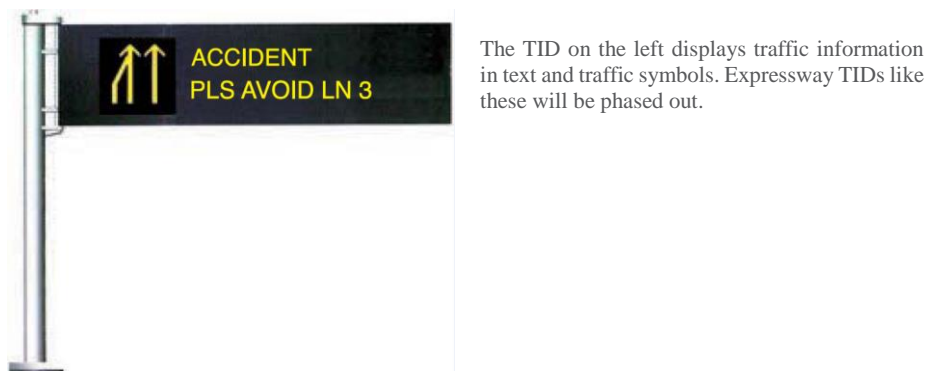 ACCIDENT
PLS AVOID LN 3
The TID on the left displays traffic information
in text and traffic symbols. Expressway TIDs like
these will be phased out.